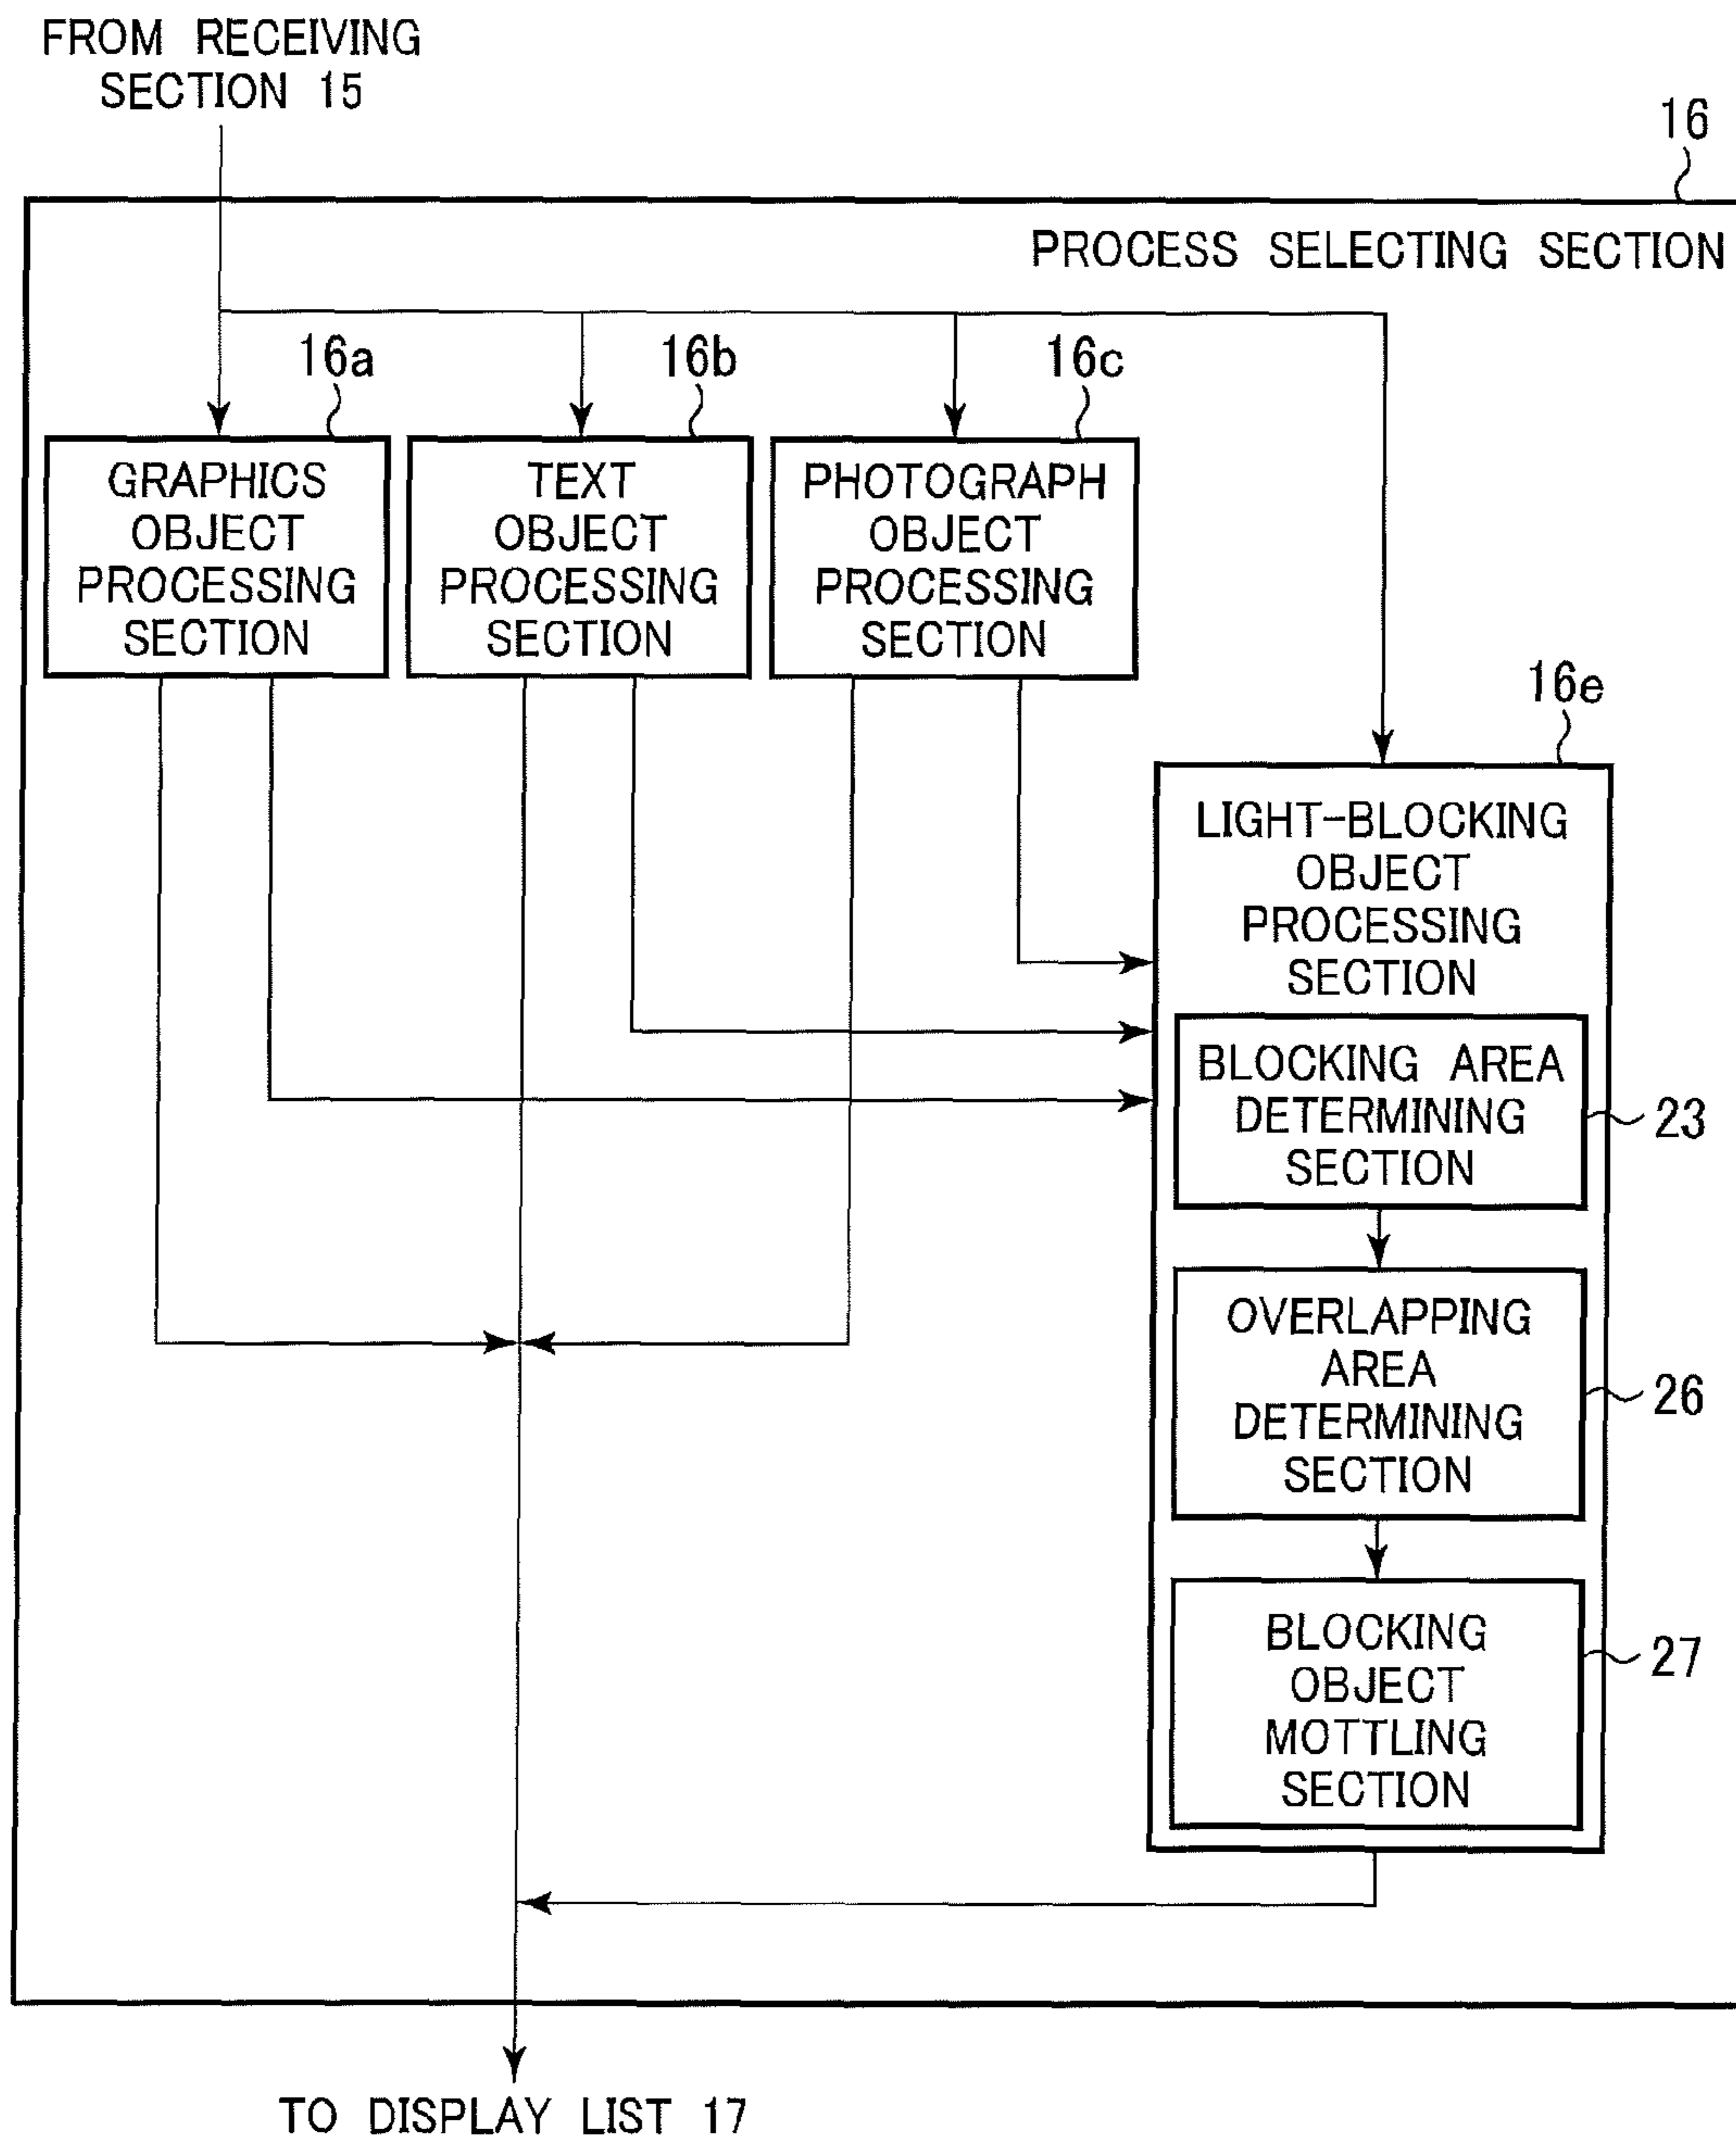 FROM RECEIVING
SECTION 15
16
PROCESS SELECTING SECTION
16a
16b
16c
GRAPHICS
OBJECT
PROCESSING
SECTION
TEXT
OBJECT
PROCESSING
SECTION
PHOTOGRAPH
OBJECT
PROCESSING
SECTION
16e
LIGHT-BLOCKING
OBJECT
PROCESSING
SECTION
BLOCKING AREA
DETERMINING
SECTION
23
OVERLAPPING
AREA
DETERMINING
SECTION
26
BLOCKING
OBJECT
MOTTLING
SECTION
27
TO DISPLAY LIST 17